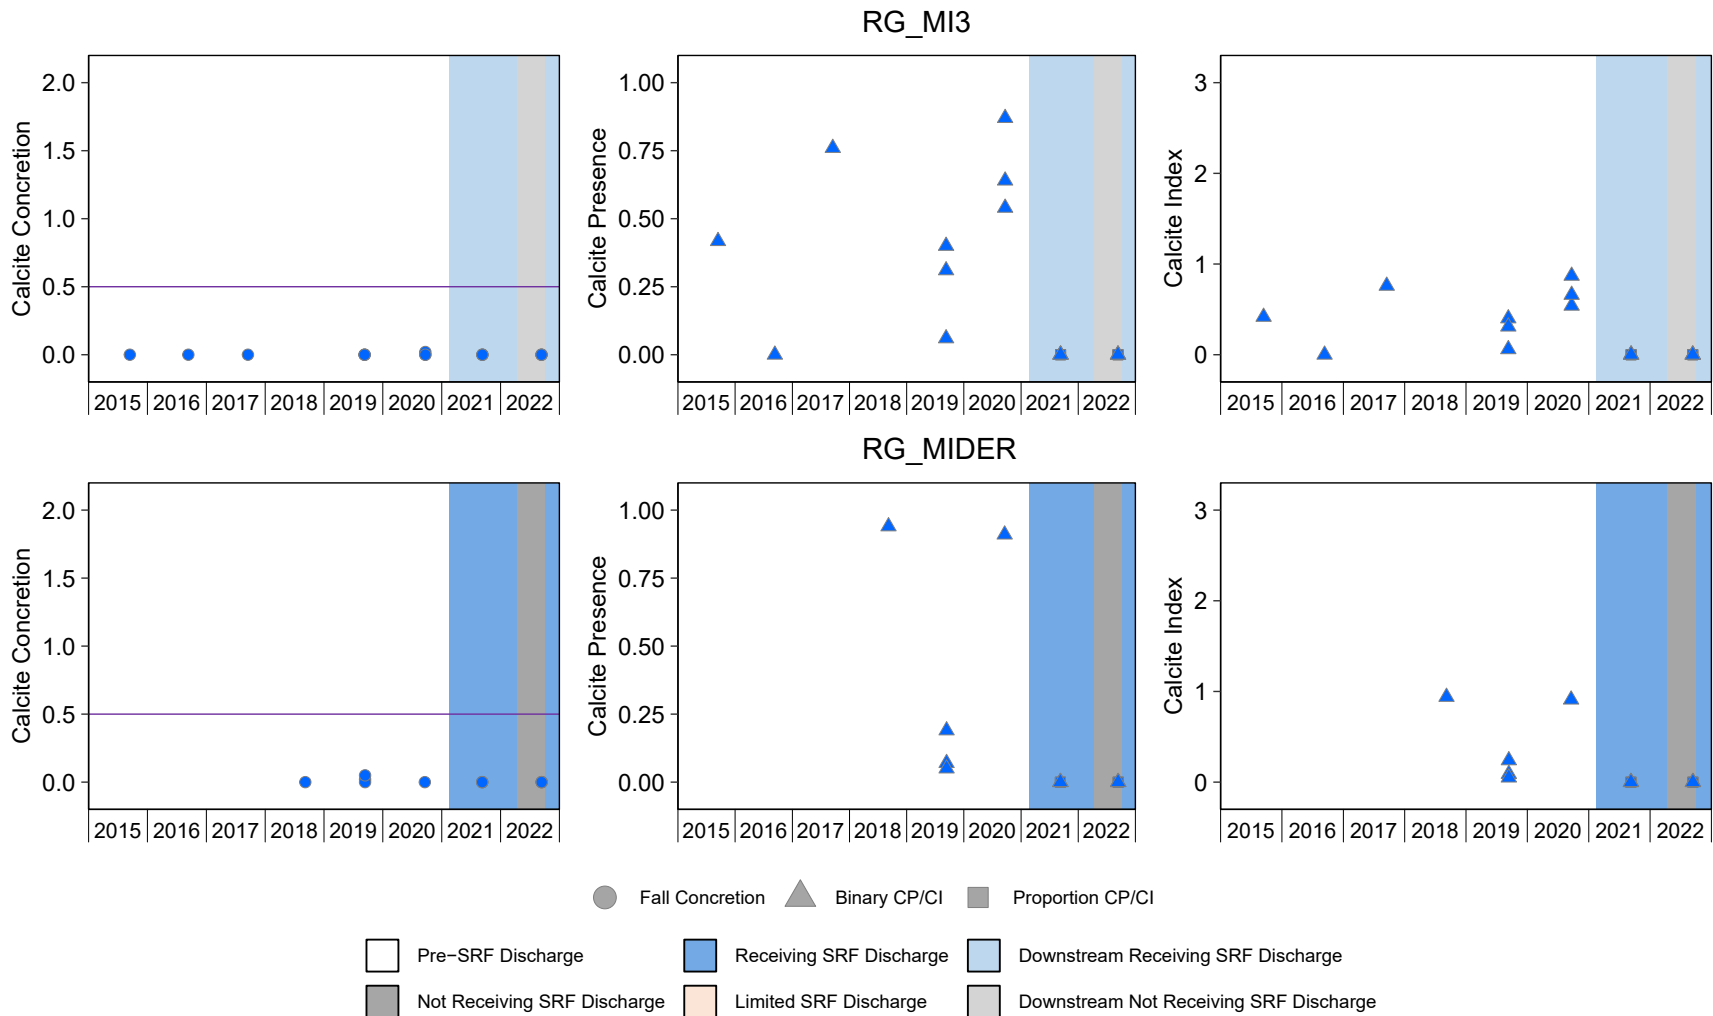 RG_MI3
Calcite Concretion
2.0
1.5
1.0
0.5
0.0
2015 2016 2017 2018 2019 2020 2021 2022
Calcite Presence
1.00
0.75
0.50
0.25
0.00
2015 2016 2017 2018 2019 2020 2021 2022
Calcite Index
3
2
1
0
2015 2016 2017 2018 2019 2020 2021 2022
RG_MIDER
Calcite Concretion
2.0
1.5
1.0
0.5
0.0
2015 2016 2017 2018 2019 2020 2021 2022
Calcite Presence
1.00
0.75
0.50
0.25
0.00
2015 2016 2017 2018 2019 2020 2021 2022
Calcite Index
3
2
1
0
2015 2016 2017 2018 2019 2020 2021 2022
Fall Concretion Binary CP/CI Proportion CP/CI
Pre−SRF Discharge Receiving SRF Discharge Downstream Receiving SRF Discharge
Not Receiving SRF Discharge Limited SRF Discharge Downstream Not Receiving SRF Discharge